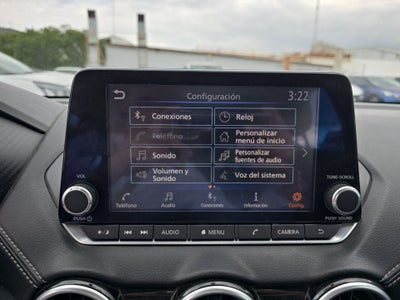 Configuración 3:22
Conexiones
Reloj
Teléfono
Personalizar
menú de inicio
Sonido
Personalizar
fuentes de audio
Volumen y
Sonido
Voz del sistema
Teléfono Audio Conexiones Información Config.
VOL
TUNE·SCROLL
PUSH
PUSH SOUND
AUDIO MENU CAMERA